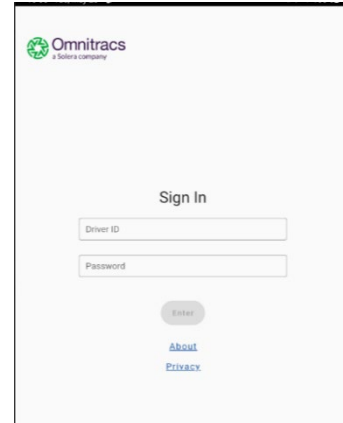 Omnitracs
a Solera company
Sign In
Driver ID
Password
Enter
About
Privacy